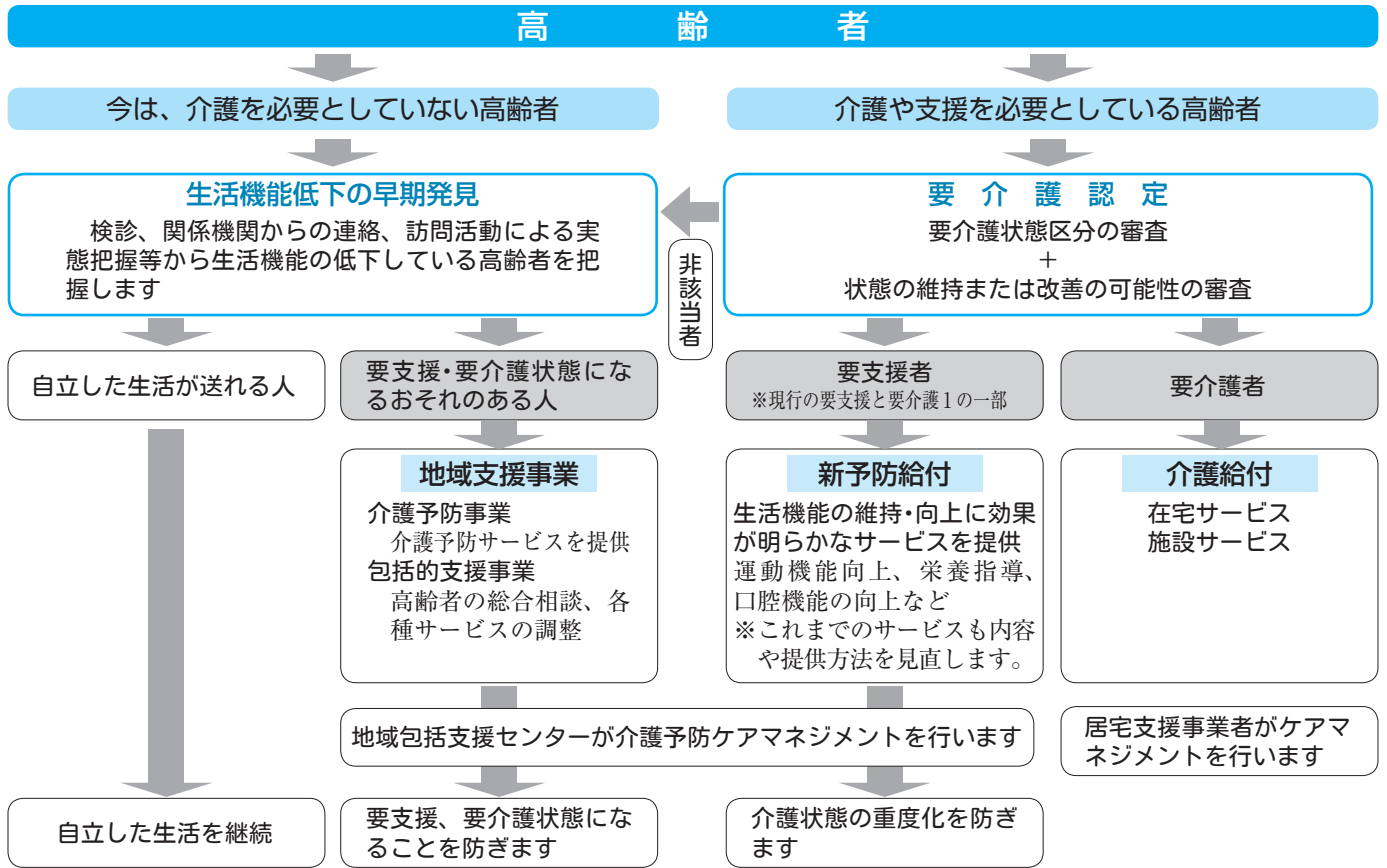 高齢者
今は、介護を必要としていない高齢者
介護や支援を必要としている高齢者
生活機能低下の早期発見
検診、関係機関からの連絡、訪問活動による実
態把握等から生活機能の低下している高齢者を把
握します
非該当者
要介護認定
要介護状態区分の審査
+
状態の維持または改善の可能性の審査
自立した生活が送れる人
要支援・要介護状態にな
るおそれのある人
要支援者
※現行の要支援と要介護1の一部
要介護者
地域支援事業
介護予防事業
介護予防サービスを提供
包括的支援事業
高齢者の総合相談、各
種サービスの調整
新予防給付
生活機能の維持・向上に効果
が明らかなサービスを提供
運動機能向上、栄養指導、
口腔機能の向上など
※これまでのサービスも内容
や提供方法を見直します。
介護給付
在宅サービス
施設サービス
地域包括支援センターが介護予防ケアマネジメントを行います
居宅支援事業者がケアマ
ネジメントを行います
自立した生活を継続
要支援、要介護状態にな
ることを防ぎます
介護状態の重度化を防ぎ
ます